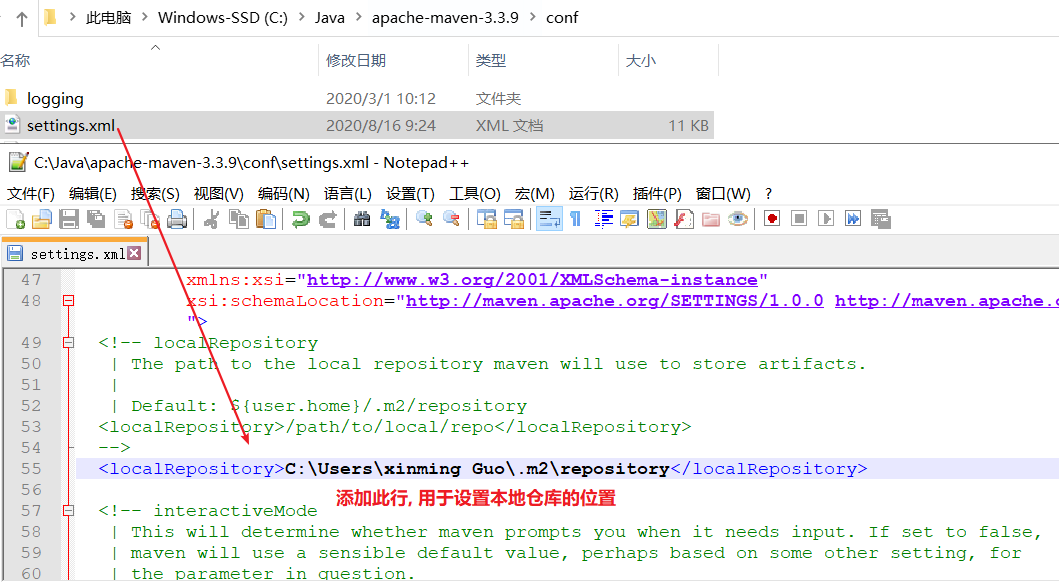 此电脑 > Windows-SSD (C:) > Java > apache-maven-3.3.9 > conf
名称 修改日期 类型 大小
logging 2020/3/1 10:12 文件夹
settings.xml 2020/8/16 9:24 XML 文档 11 KB
C:\Java\apache-maven-3.3.9\conf\settings.xml - Notepad++
文件(F) 编辑(E) 搜索(S) 视图(V) 编码(N) 语言(L) 设置(T) 工具(O) 宏(M) 运行(R) 插件(P) 窗口(W) ?
settings.xml
47 xmlns:xsi="http://www.w3.org/2001/XMLSchema-instance"
48 xsi:schemaLocation="http://maven.apache.org/SETTINGS/1.0.0 http://maven.apache.
">
49 <!-- localRepository
50 | The path to the local repository maven will use to store artifacts.
51 |
52 | Default: ${user.home}/.m2/repository
53 <localRepository>/path/to/local/repo</localRepository>
54 -->
55 <localRepository>C:\Users\xinming Guo\.m2\repository</localRepository>
56
添加此行, 用于设置本地仓库的位置
57 <!-- interactiveMode
58 | This will determine whether maven prompts you when it needs input. If set to false,
59 | maven will use a sensible default value, perhaps based on some other setting, for
60 | the parameter in question.